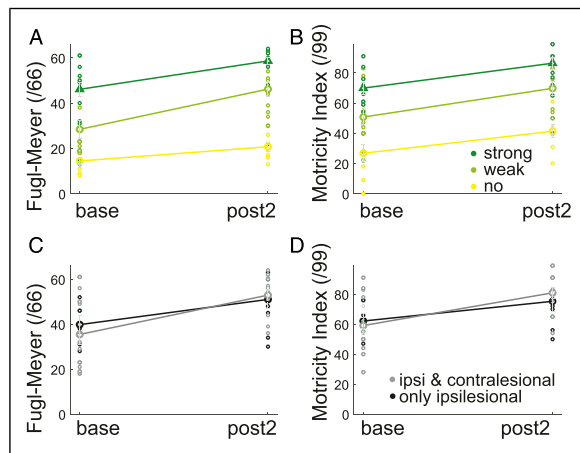 A
Fugl-Meyer (/66)
60
40
20
0
base post2
B
Motricity Index (/99)
80
60
40
20
0
strong
weak
no
base post2
C
Fugl-Meyer (/66)
60
40
20
0
base post2
D
Motricity Index (/99)
80
60
40
20
0
ipsi & contralesional
only ipsilesional
base post2